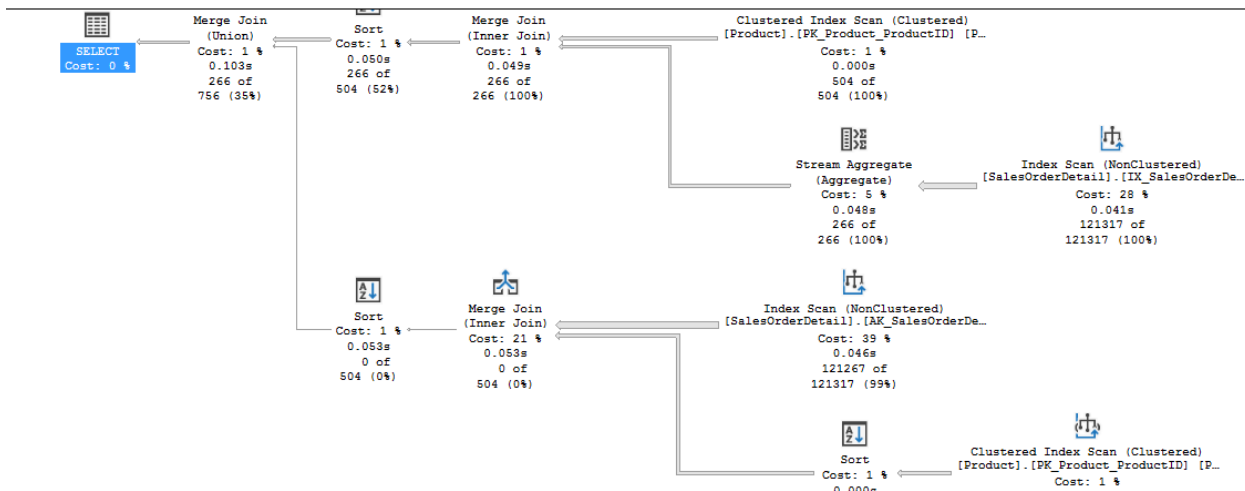 SELECT
Cost: 0 %
Merge Join
(Union)
Cost: 1 %
0.103s
266 of
756 (35%)
Sort
Cost: 1 %
0.050s
266 of
504 (52%)
Merge Join
(Inner Join)
Cost: 1 %
0.049s
266 of
266 (100%)
Clustered Index Scan (Clustered)
[Product].[PK_Product_ProductID] [P…
Cost: 1 %
0.000s
504 of
504 (100%)
Stream Aggregate
(Aggregate)
Cost: 5 %
0.048s
266 of
266 (100%)
Index Scan (NonClustered)
[SalesOrderDetail].[IX_SalesOrderDe…
Cost: 28 %
0.041s
121317 of
121317 (100%)
Sort
Cost: 1 %
0.053s
0 of
504 (0%)
Merge Join
(Inner Join)
Cost: 21 %
0.053s
0 of
504 (0%)
Index Scan (NonClustered)
[SalesOrderDetail].[AK_SalesOrderDe…
Cost: 39 %
0.046s
121267 of
121317 (99%)
Sort
Cost: 1 %
0.000s
Clustered Index Scan (Clustered)
[Product].[PK_Product_ProductID] [P…
Cost: 1 %